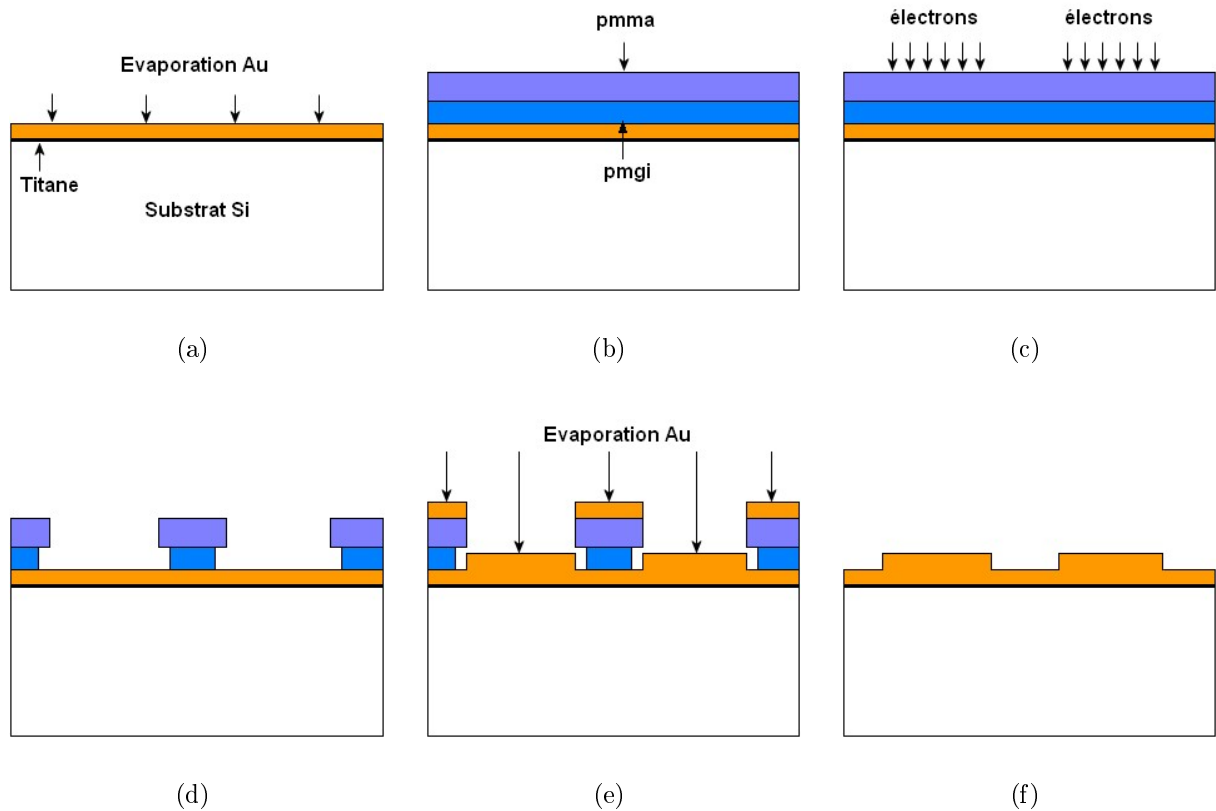 Evaporation Au
Titane
Substrat Si
(a)
pmma
pmgi
(b)
électrons électrons
(c)
(d)
Evaporation Au
(e)
(f)